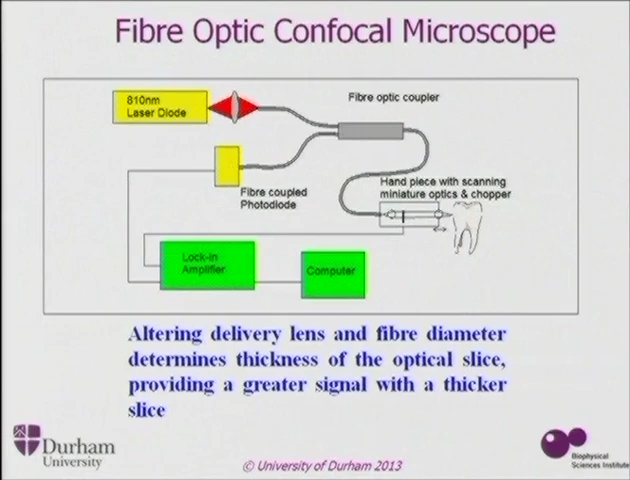 Fibre Optic Confocal Microscope
810nm
Laser Diode
Fibre optic coupler
Fibre coupled
Photodiode
Hand piece with scanning
miniature optics & chopper
Lock-in
Amplifier
Computer
Altering delivery lens and fibre diameter
determines thickness of the optical slice,
providing a greater signal with a thicker
slice
Durham
University
© University of Durham 2013
Biophysical
Sciences Institute